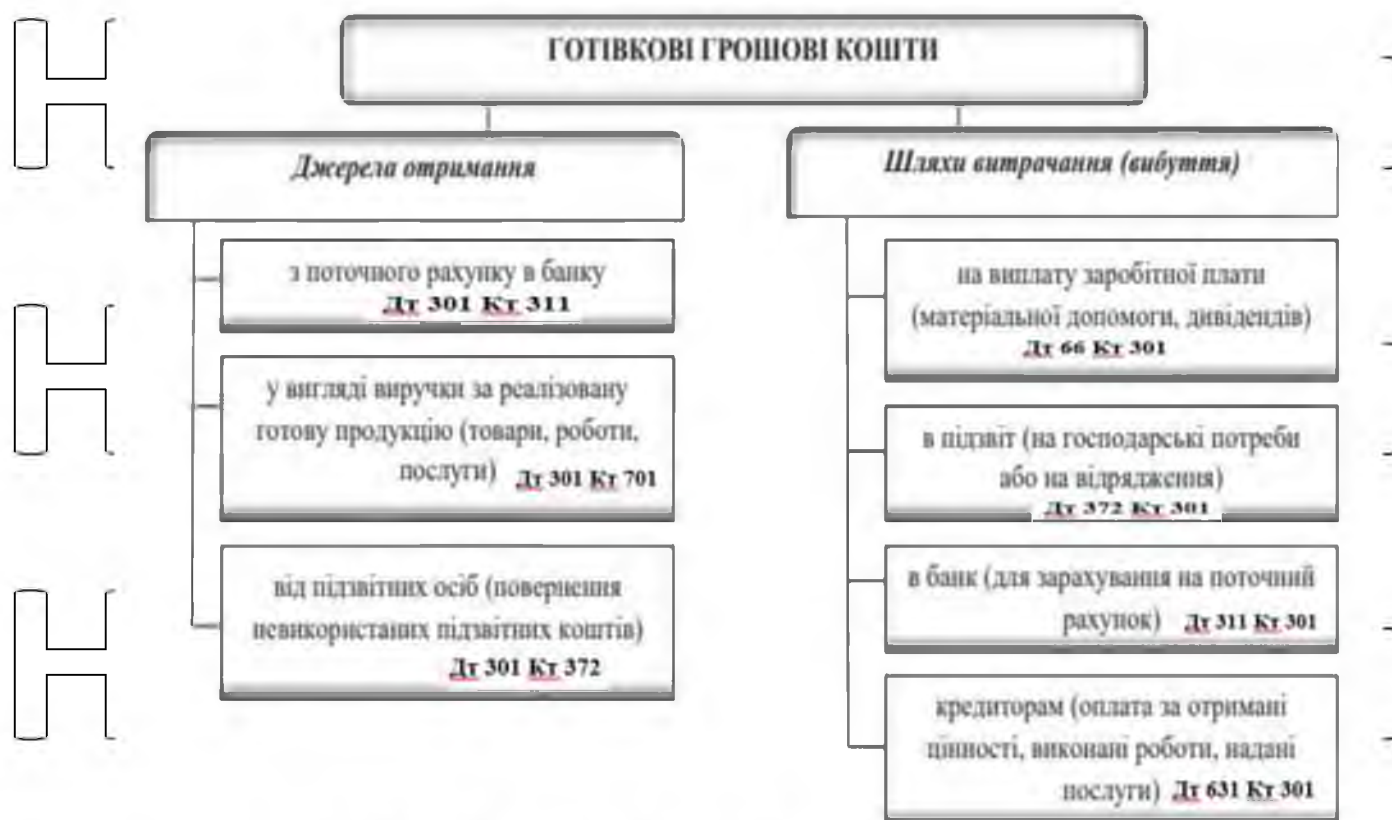 ГОТІВКОВІ ГРОШОВІ КОШТИ
Джерела отримання
з поточного рахунку в банку
Дт 301 Кт 311
у вигляді виручки за реалізовану
готову продукцію (товари, роботи,
послуги) Дт 301 Кт 701
від підзвітних осіб (повернення
невикористаних підзвітних коштів)
Дт 301 Кт 372
Шляхи витрачання (вибуття)
на виплату заробітної плати
(матеріальної допомоги, дивідендів)
Дт 66 Кт 301
в підзвіт (на господарські потреби
або на відрядження)
Дт 372 Кт 301
в банк (для зарахування на поточний
рахунок) Дт 311 Кт 301
кредиторам (оплата за отримані
цінності, виконані роботи, надані
послуги) Дт 631 Кт 301